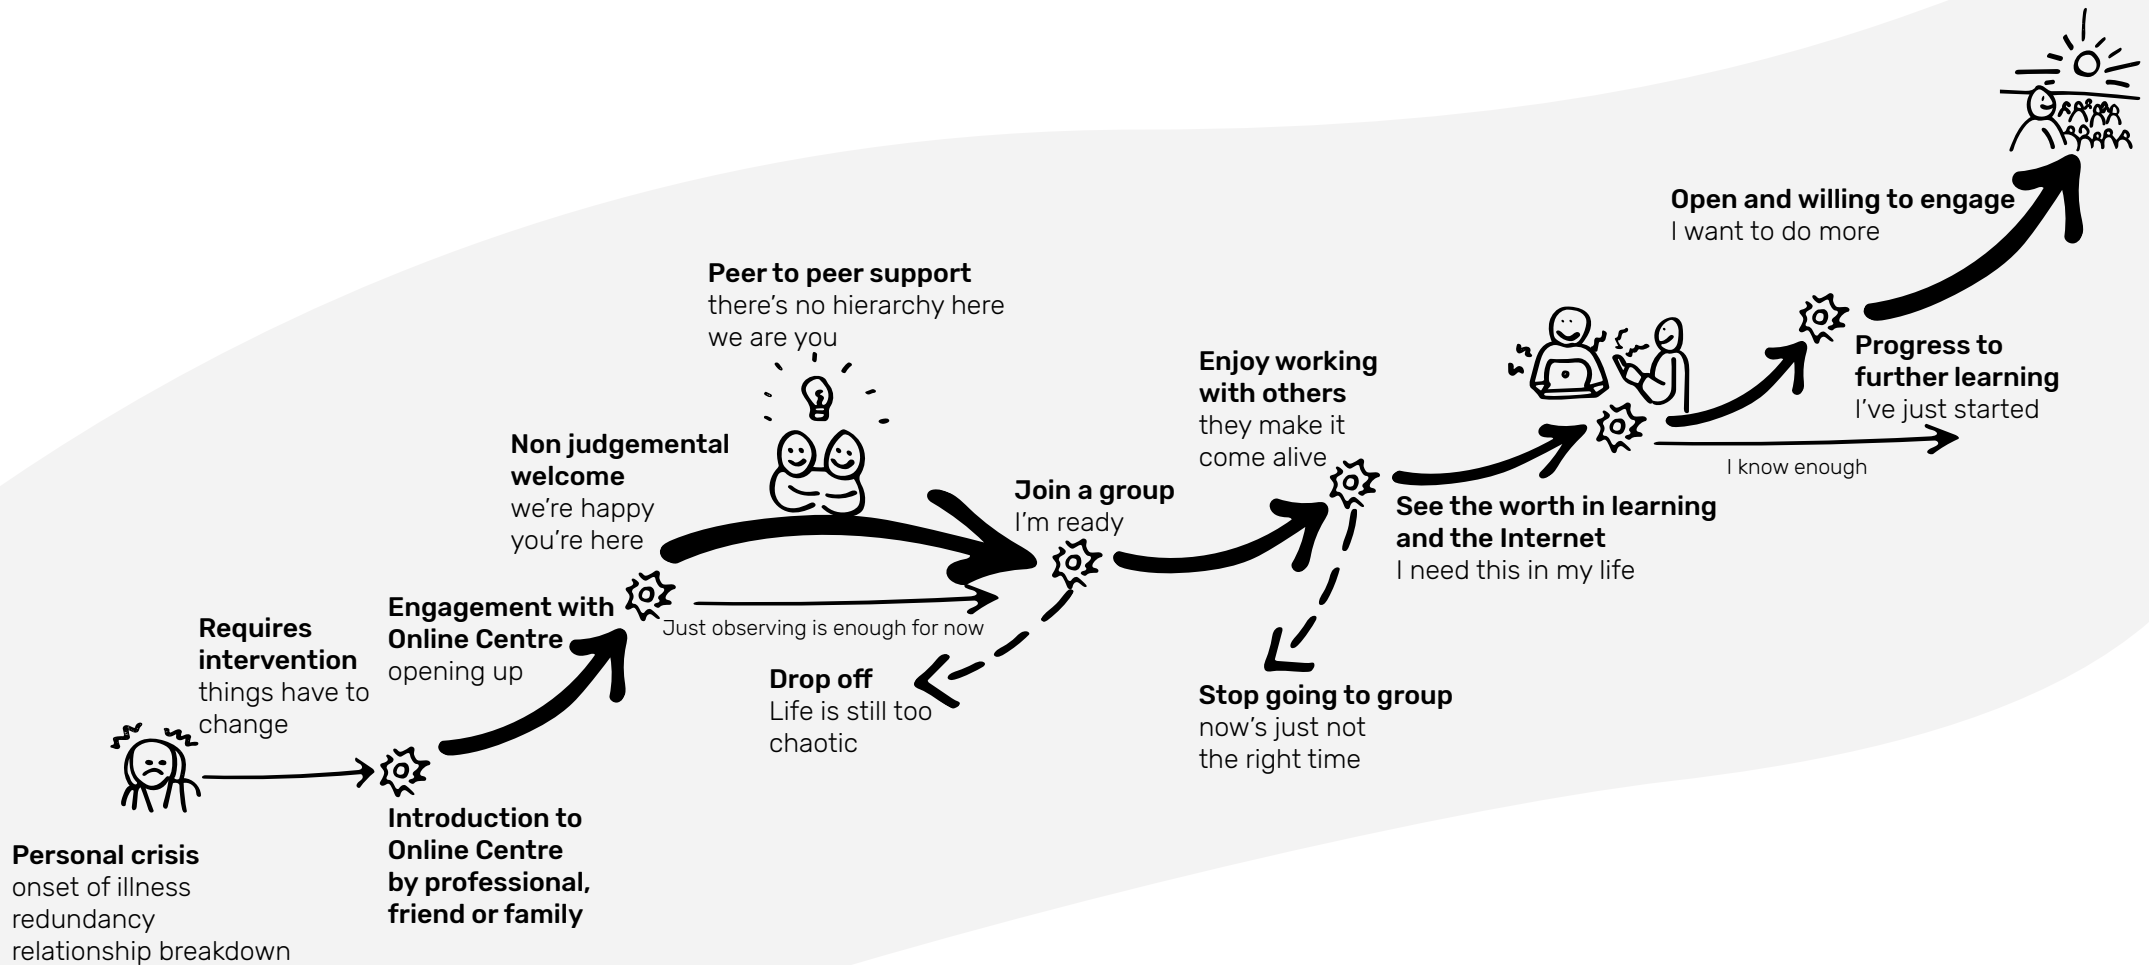 Personal crisis
onset of illness
redundancy
relationship breakdown
Requires
intervention
things have to
change
Introduction to
Online Centre
by professional,
friend or family
Engagement with
Online Centre
opening up
Non judgemental
welcome
we're happy
you're here
Peer to peer support
there's no hierarchy here
we are you
Just observing is enough for now
Join a group
I'm ready
Drop off
Life is still too
chaotic
Enjoy working
with others
they make it
come alive
Stop going to group
now's just not
the right time
See the worth in learning
and the Internet
I need this in my life
I know enough
Progress to
further learning
I've just started
Open and willing to engage
I want to do more